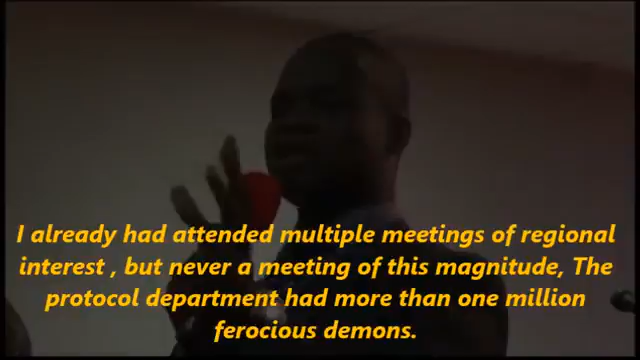 I already had attended multiple meetings of regional
interest , but never a meeting of this magnitude, The
protocol department had more than one million
ferocious demons.